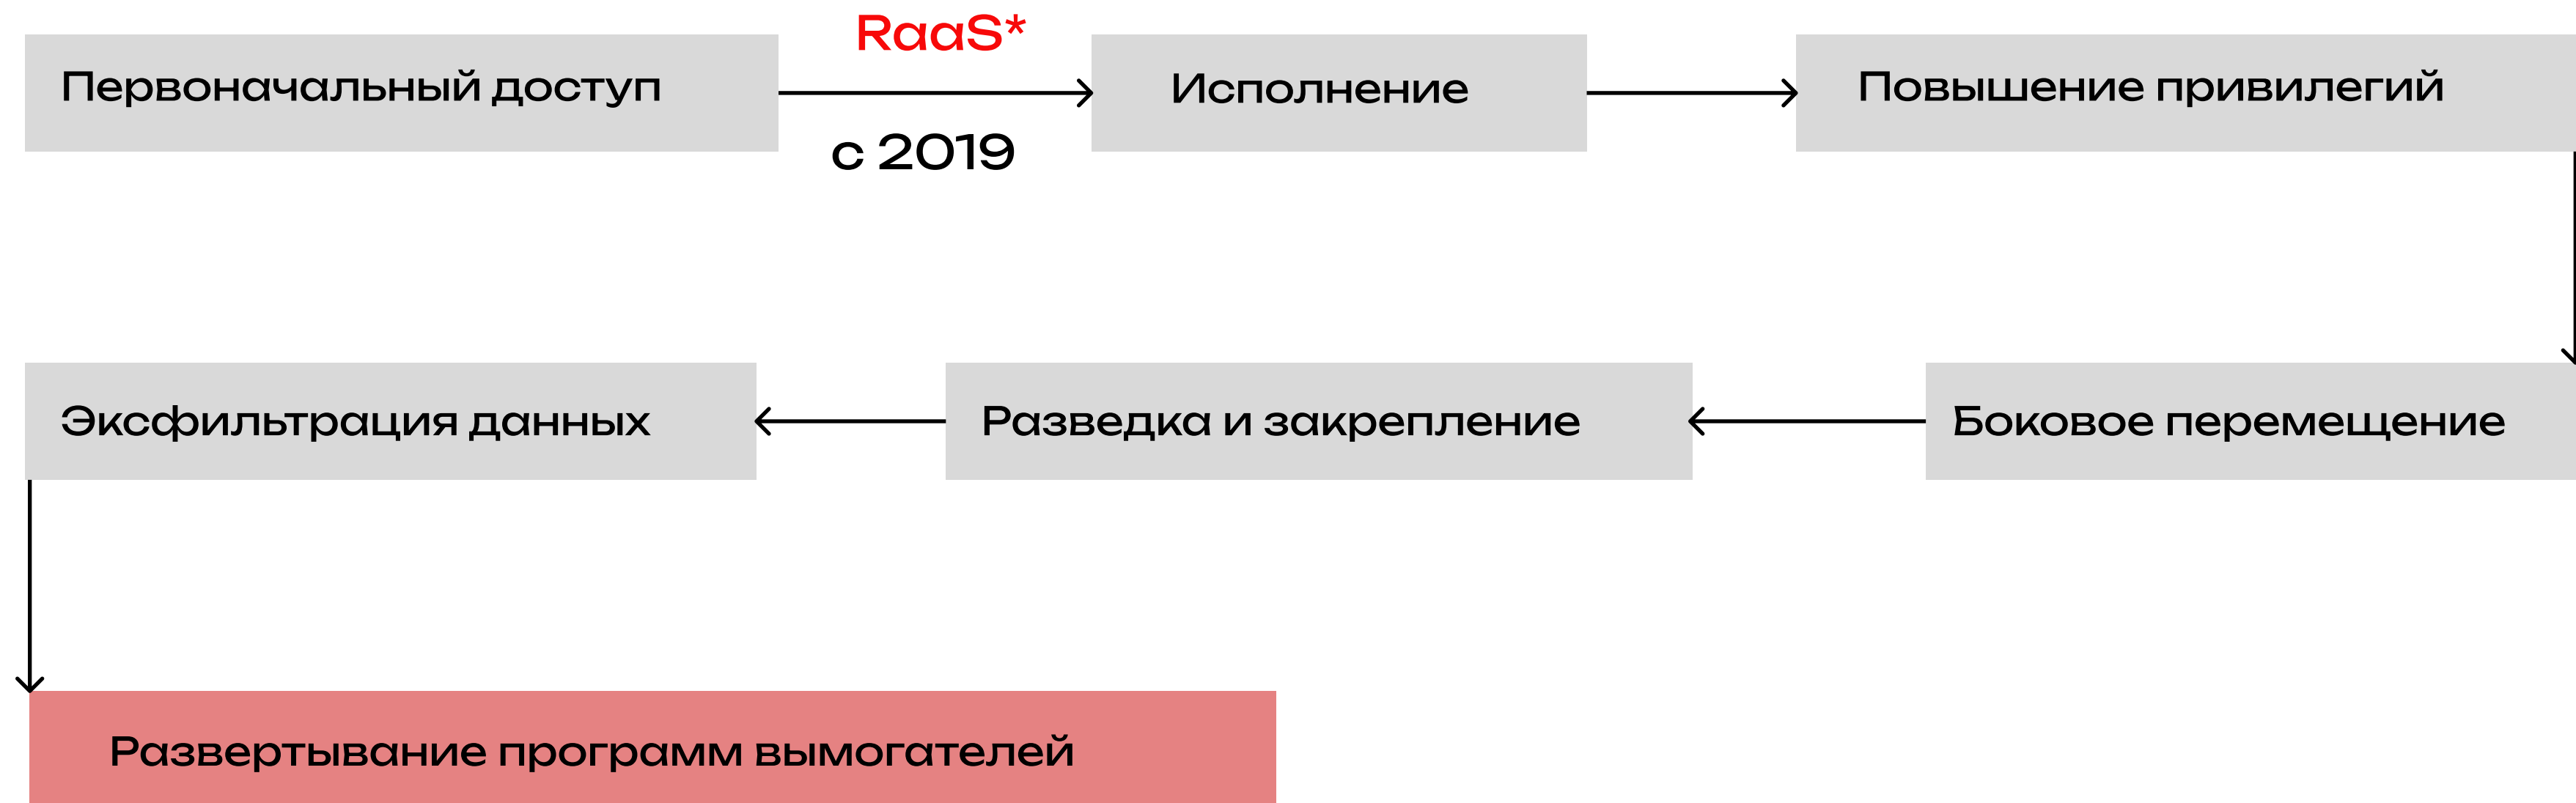 RaaS*
Первоначальный доступ
Исполнение
Повышение привилегий
с 2019
Эксфильтрация данных
Разведка и закрепление
Боковое перемещение
Развертывание программ вымогателей